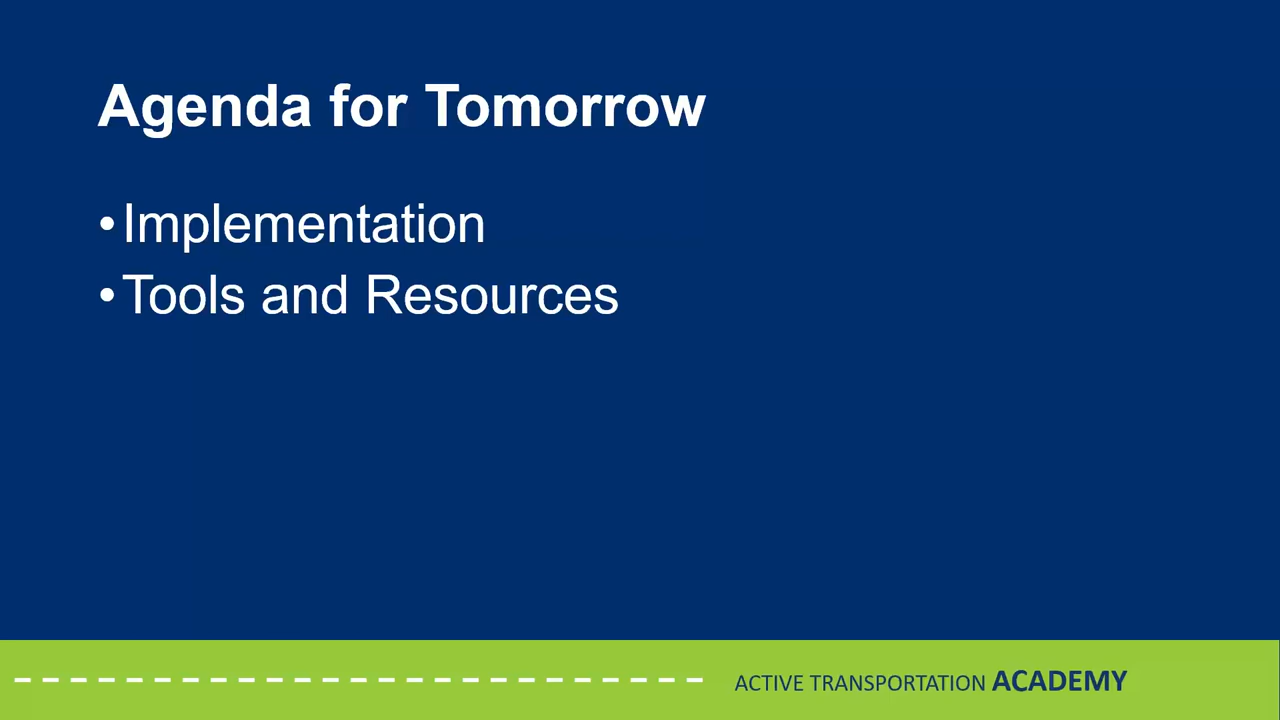 Agenda for Tomorrow
•Implementation
•Tools and Resources
ACTIVE TRANSPORTATION ACADEMY